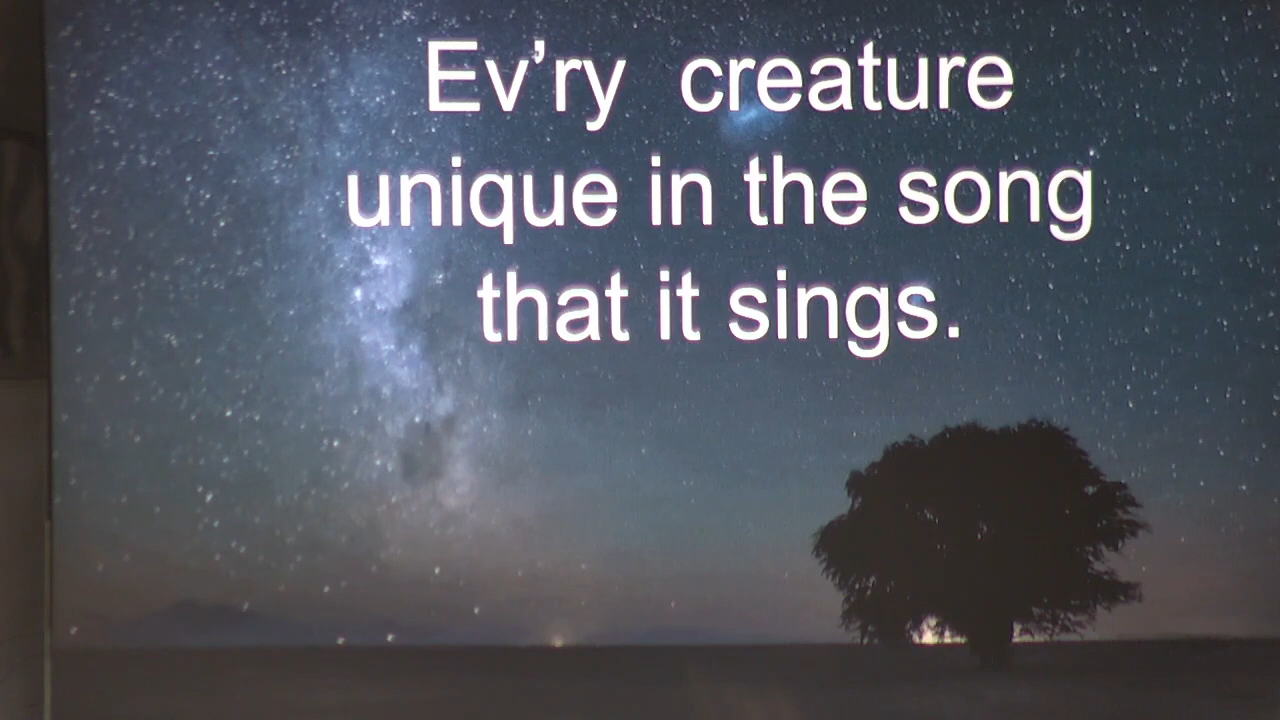 Ev’ry creature
unique in the song
that it sings.